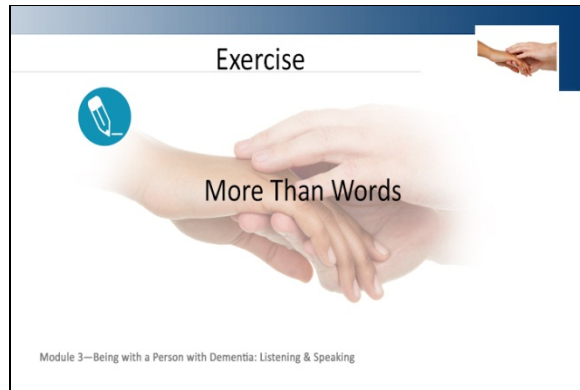 Exercise
More Than Words
Module 3—Being with a Person with Dementia: Listening & Speaking